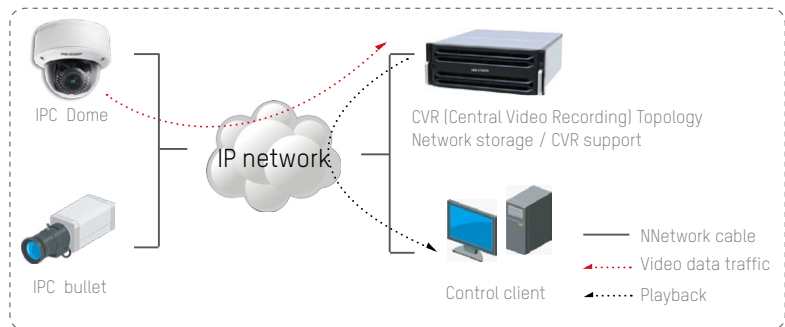 IPC Dome
CVR (Central Video Recording) Topology
Network storage / CVR support
IP network
IPC bullet
Control client
NNetwork cable
Video data traffic
Playback